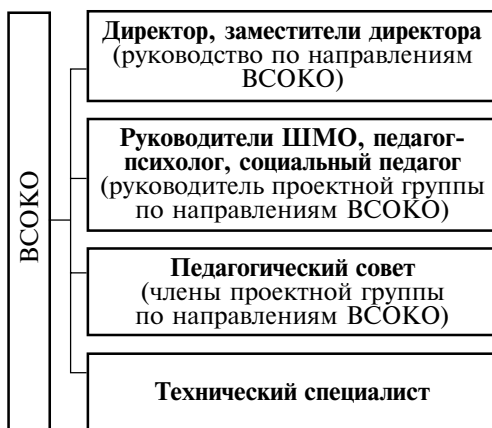 ВСОКО
Директор, заместители директора
(руководство по направлениям
ВСОКО)
Руководители ШМО, педагог-
психолог, социальный педагог
(руководитель проектной группы
по направлениям ВСОКО)
Педагогический совет
(члены проектной группы
по направлениям ВСОКО)
Технический специалист